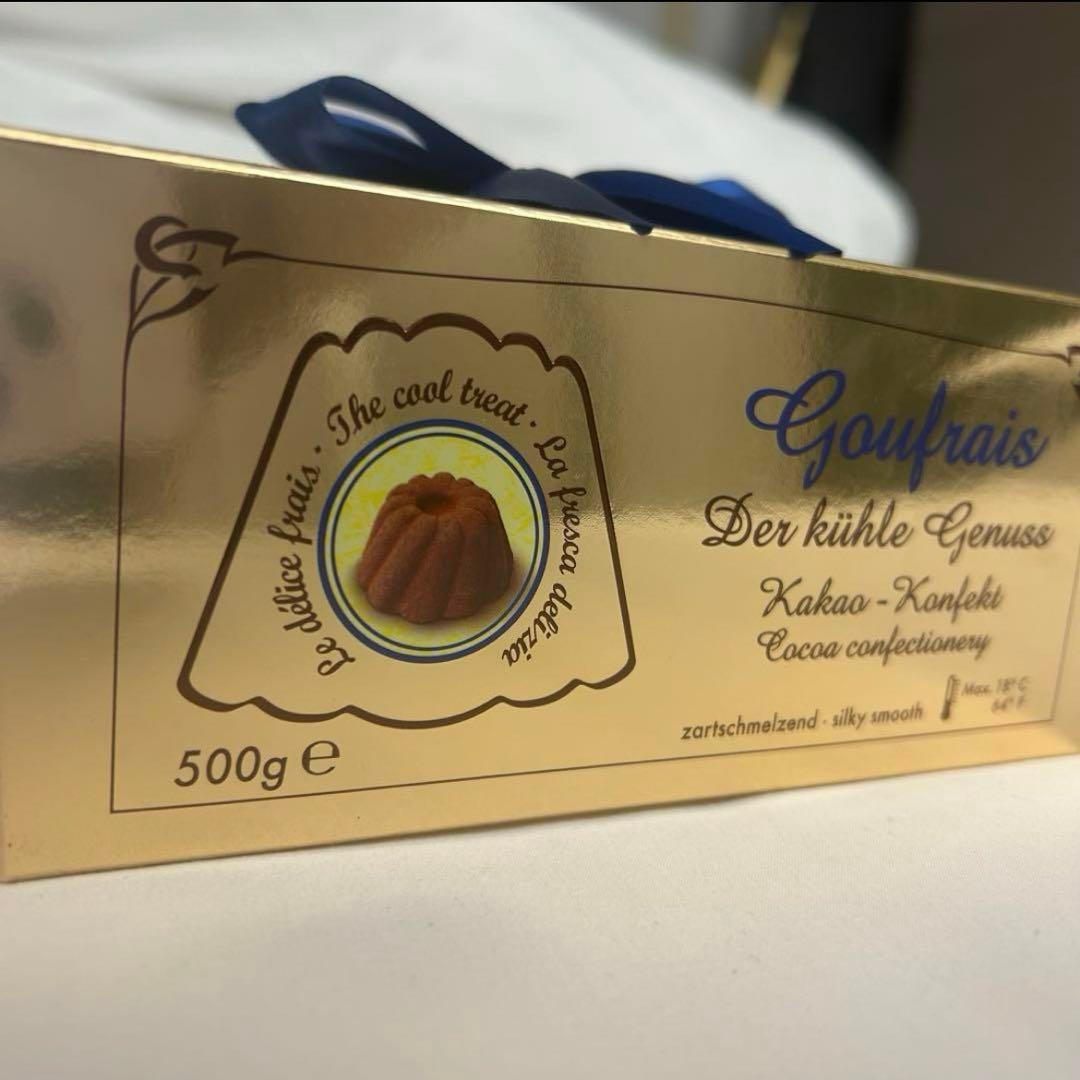 Le délice frais · The cool treat · La fresca delizia
500g e
Goufrais
Der kühle Genuss
Kakao - Konfekt
Cocoa confectionery
zartschmelzend · silky smooth
Max. 18° C
64° F